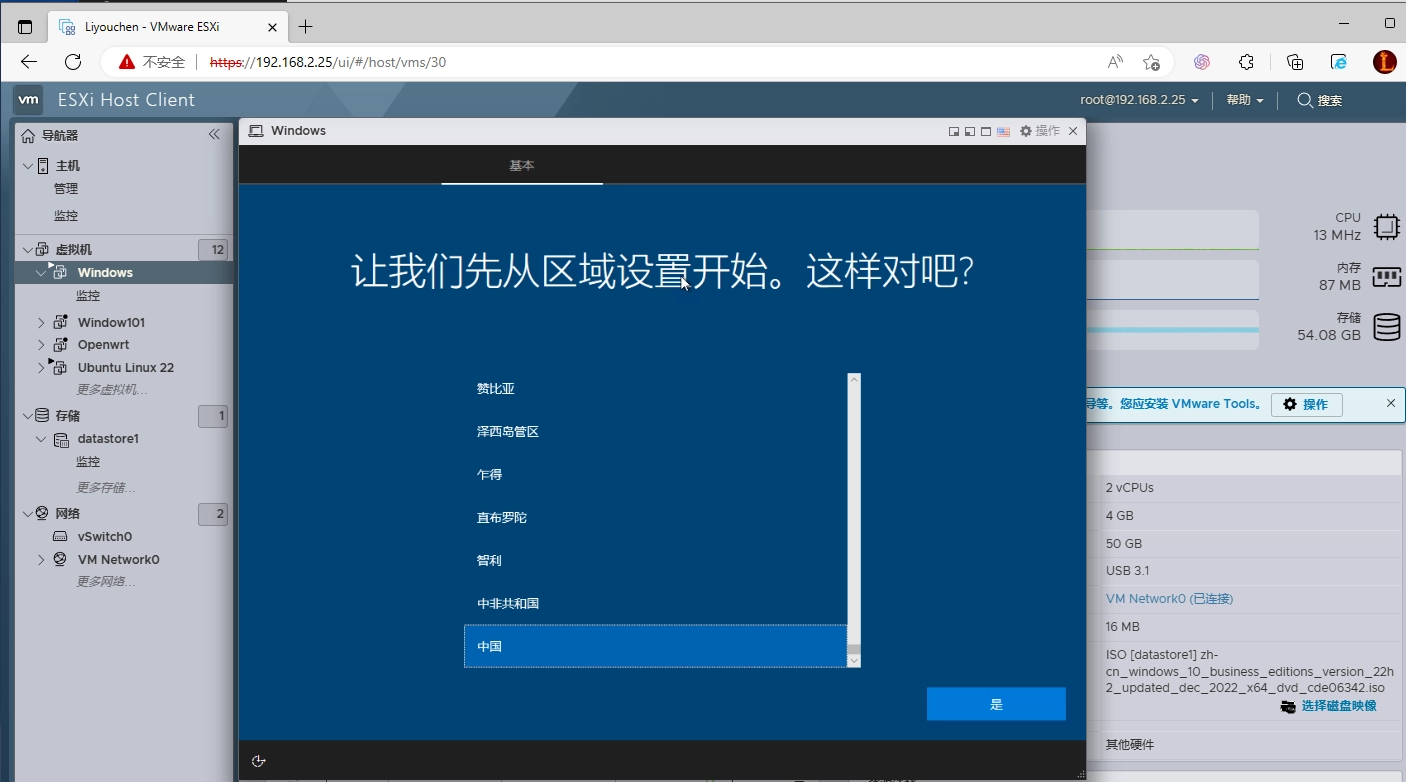 Liyouchen - VMware ESXi
不安全
https://192.168.2.25/ui/#/host/vms/30
vm ESXi Host Client
root@192.168.2.25
帮助
搜索
导航器
主机
管理
监控
虚拟机 12
Windows
监控
Window101
Openwrt
Ubuntu Linux 22
更多虚拟机...
存储 1
datastore1
监控
更多存储...
网络 2
vSwitch0
VM Network0
更多网络...
Windows
操作
基本
让我们先从区域设置开始。这样对吧?
赞比亚
泽西岛管区
乍得
直布罗陀
智利
中非共和国
中国
是
CPU
13 MHz
内存
87 MB
存储
54.08 GB
导等。您应安装 VMware Tools。
操作
2 vCPUs
4 GB
50 GB
USB 3.1
VM Network0 (已连接)
16 MB
ISO [datastore1] zh-
cn_windows_10_business_editions_version_22h
2_updated_dec_2022_x64_dvd_cde06342.iso
选择磁盘映像
其他硬件